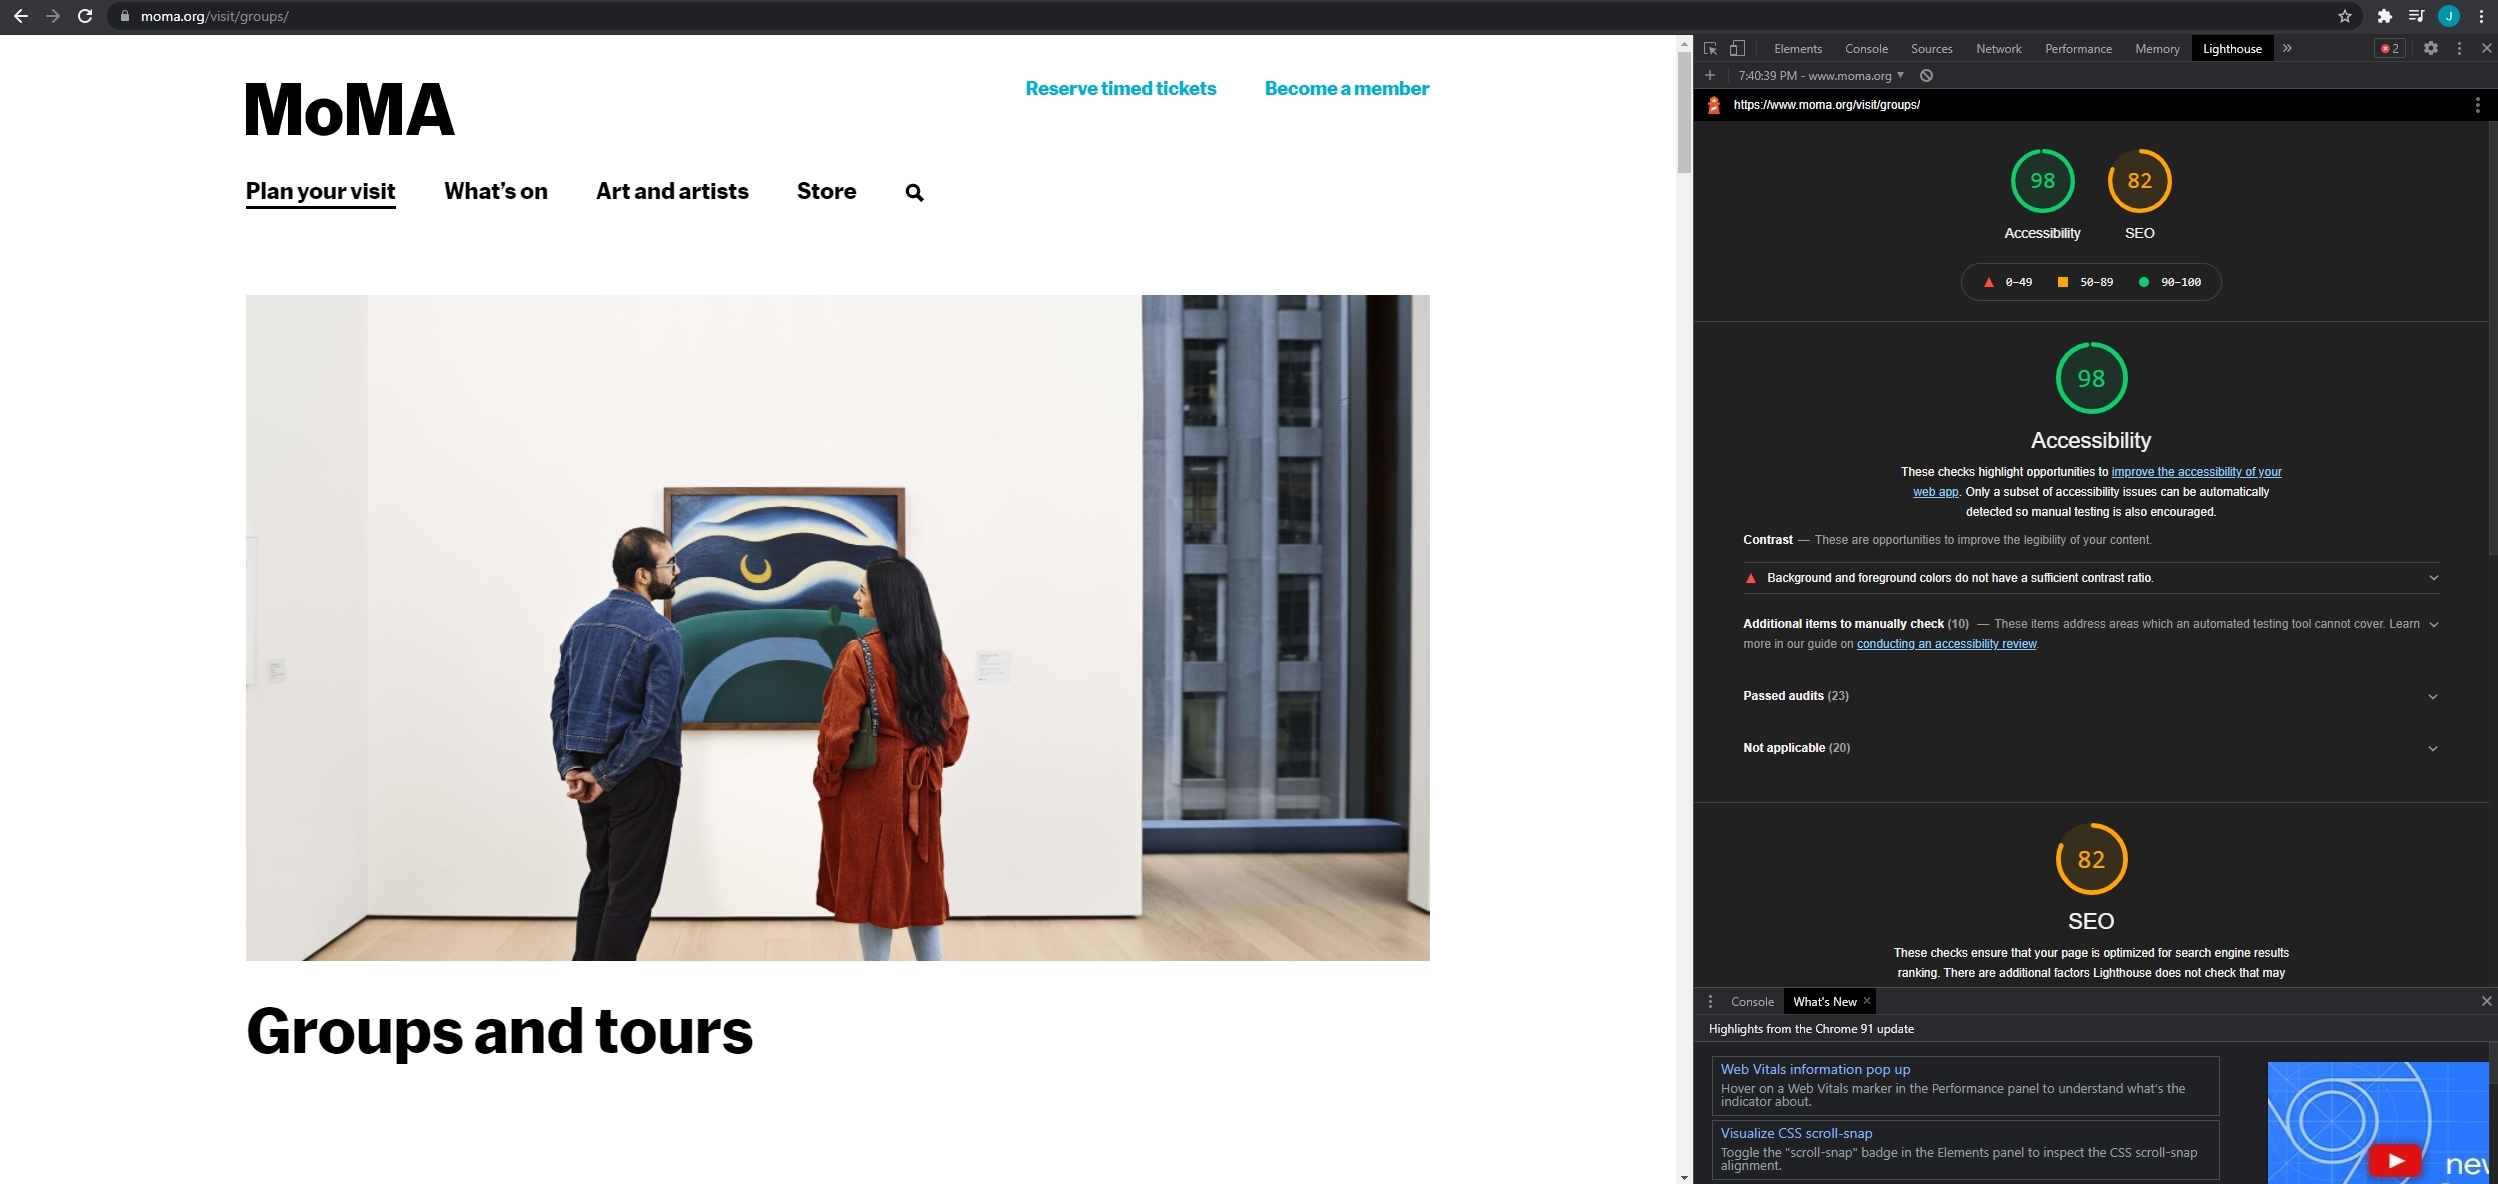 moma.org/visit/groups/
J
MoMA
Reserve timed tickets
Become a member
Plan your visit
What's on
Art and artists
Store
Groups and tours
Elements
Console
Sources
Network
Performance
Memory
Lighthouse
2
7:40:39 PM - www.moma.org
https://www.moma.org/visit/groups/
98
82
Accessibility
SEO
0–49
50–89
90–100
98
Accessibility
These checks highlight opportunities to improve the accessibility of your
web app. Only a subset of accessibility issues can be automatically
detected so manual testing is also encouraged.
Contrast — These are opportunities to improve the legibility of your content.
Background and foreground colors do not have a sufficient contrast ratio.
Additional items to manually check (10) — These items address areas which an automated testing tool cannot cover. Learn
more in our guide on conducting an accessibility review.
Passed audits (23)
Not applicable (20)
82
SEO
These checks ensure that your page is optimized for search engine results
ranking. There are additional factors Lighthouse does not check that may
Console
What's New
Highlights from the Chrome 91 update
Web Vitals information pop up
Hover on a Web Vitals marker in the Performance panel to understand what's the
indicator about.
Visualize CSS scroll-snap
Toggle the "scroll-snap" badge in the Elements panel to inspect the CSS scroll-snap
alignment.